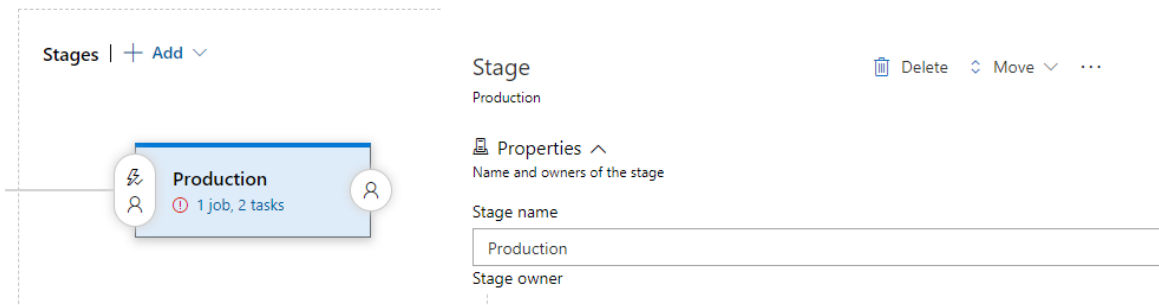 Stages | + Add
Production
1 job, 2 tasks
Stage
Delete
Move
...
Production
Properties
Name and owners of the stage
Stage name
Production
Stage owner